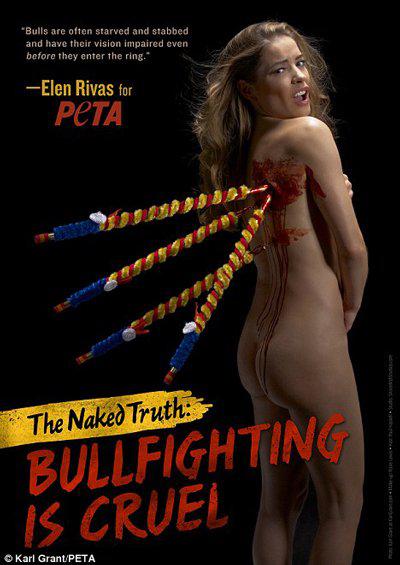 "Bulls are often starved and stabbed
and have their vision impaired even
before they enter the ring."
—Elen Rivas for
PeTA
The Naked Truth:
BULLFIGHTING
IS CRUEL
© Karl Grant/PETA